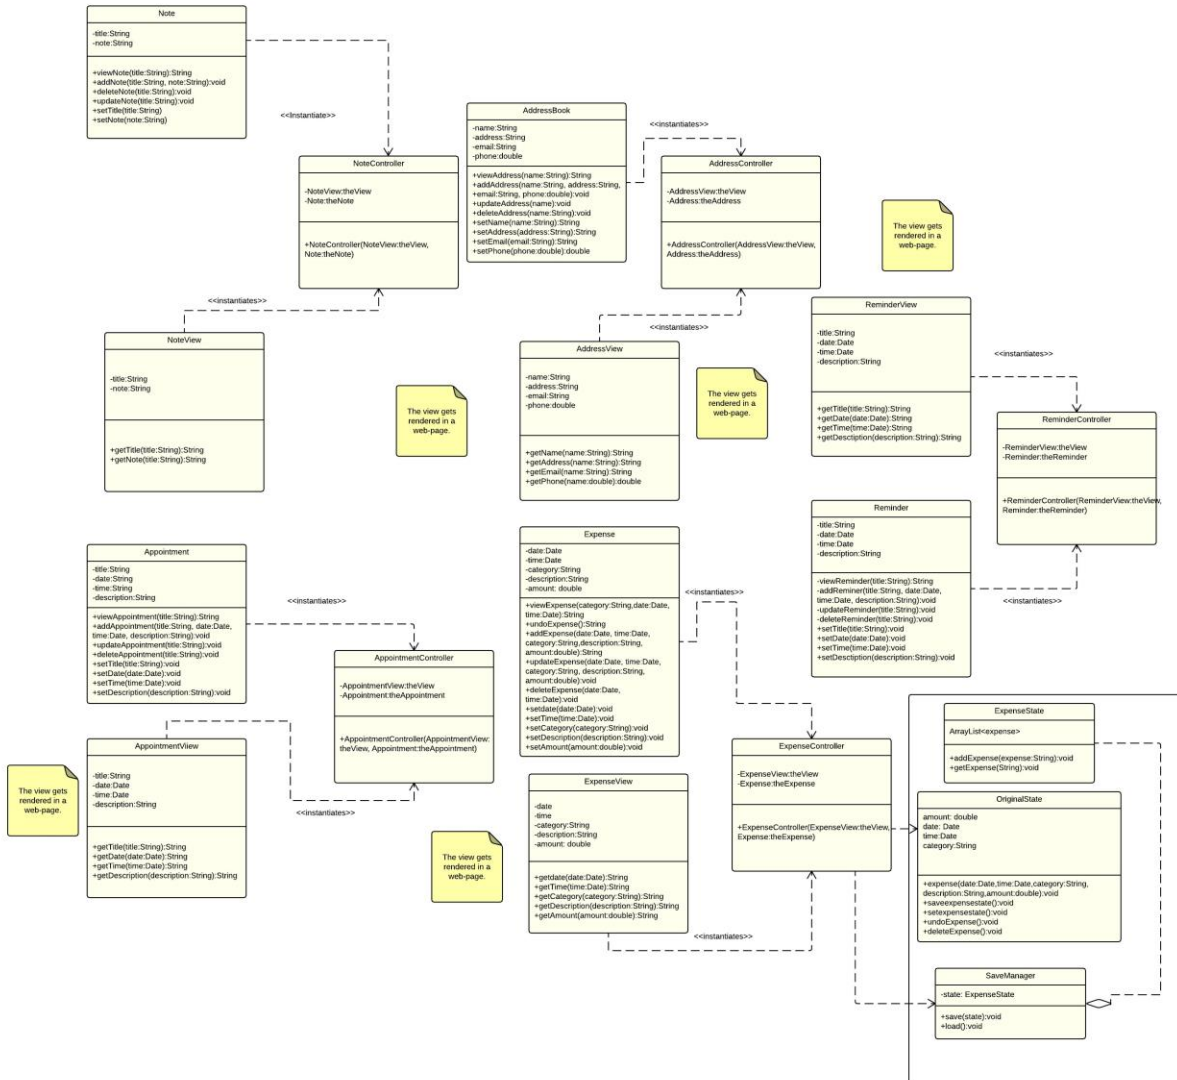 Note
-title:String
-note:String
+viewNote(title:String):String
+addNote(title:String, note:String):void
+deleteNote(title:String):void
+updateNote(title:String):void
+setTitle(title:String)
+setNote(note:String)
<<Instantiate>>
NoteController
-NoteView:theView
-Note:theNote
+NoteController(NoteView:theView,
Note:theNote)
<<instantiates>>
NoteView
-title:String
-note:String
+getTitle(title:String):String
+getNote(title:String):String
The view gets
rendered in a
web-page.
AddressBook
-name:String
-address:String
-email:String
-phone:double
+viewAddress(name:String):String
+addAddress(name:String, address:String,
+email:String, phone:double):void
+updateAddress(name):void
+deleteAddress(name:String):void
+setName(name:String):String
+setAddress(address:String):String
+setEmail(email:String):String
+setPhone(phone:double):double
<<instantiates>>
AddressController
-AddressView:theView
-Address:theAddress
+AddressController(AddressView:theView,
Address:theAddress)
<<instantiates>>
AddressView
-name:String
-address:String
-email:String
-phone:double
+getName(name:String):String
+getAddress(name:String):String
+getEmail(name:String):String
+getPhone(name:double):double
The view gets
rendered in a
web-page.
The view gets
rendered in a
web-page.
ReminderView
-title:String
-date:Date
-time:Date
-description:String
+getTitle(title:String):String
+getDate(date:Date):String
+getTime(time:Date):String
+getDesctiption(description:String):String
<<instantiates>>
ReminderController
-ReminderView:theView
-Reminder:theReminder
+ReminderController(ReminderView:theView,
Reminder:theReminder)
Reminder
-title:String
-date:Date
-time:Date
-description:String
-viewReminder(title:String):String
-addReminer(title:String, date:Date,
time:Date, description:String):void
-updateReminder(title:String):void
-deleteReminder(title:String):void
+setTitle(title:String):void
+setDate(date:Date):void
+setTime(time:Date):void
+setDesctiption(description:String):void
<<instantiates>>
Appointment
-title:String
-date:String
-time:String
-description:String
+viewAppointment(title:String):String
+addAppointment(title:String, date:Date,
time:Date, description:String):void
+updateAppointment(title:String):void
+deleteAppointment(title:String):void
+setTitle(title:String):void
+setDate(date:Date):void
+setTime(time:Date):void
+setDescription(description:String):void
<<instantiates>>
AppointmentController
-AppointmentView:theView
-Appointment:theAppointment
+AppointmentController(AppointmentView:
theView, Appointment:theAppointment)
<<instantiates>>
AppointmentView
-title:String
-date:Date
-time:Date
-description:String
+getTitle(title:String):String
+getDate(date:Date):String
+getTime(time:Date):String
+getDescription(description:String):String
The view gets
rendered in a
web-page.
Expense
-date:Date
-time:Date
-category:String
-description:String
-amount: double
+viewExpense(category:String,date:Date,
time:Date):String
+undoExpense():String
+addExpense(date:Date, time:Date,
category:String,description:String,
amount:double):String
+updateExpense(date:Date, time:Date,
category:String, description:String,
amount:double):void
+deleteExpense(date:Date,
time:Date):void
+setdate(date:Date):void
+setTime(time:Date):void
+setCategory(category:String):void
+setDescription(description:String):void
+setAmount(amount:double):void
<<instantiates>>
ExpenseController
-ExpenseView:theView
-Expense:theExpense
+ExpenseController(ExpenseView:theView,
Expense:theExpense)
<<instantiates>>
ExpenseView
-date
-time
-category:String
-description:String
-amount: double
+getdate(date:Date):String
+getTime(time:Date):String
+getCategory(category:String):String
+getDescription(description:String):String
+getAmount(amount:double):String
The view gets
rendered in a
web-page.
ExpenseState
ArrayList<expense>
+addExpense(expense:String):void
+getExpense(String):void
OriginalState
amount: double
date: Date
time:Date
category:String
+expense(date:Date,time:Date,category:String,
description:String,amount:double):void
+saveexpensestate():void
+setexpensestate():void
+undoExpense():void
+deleteExpense():void
SaveManager
-state: ExpenseState
+save(state):void
+load():void